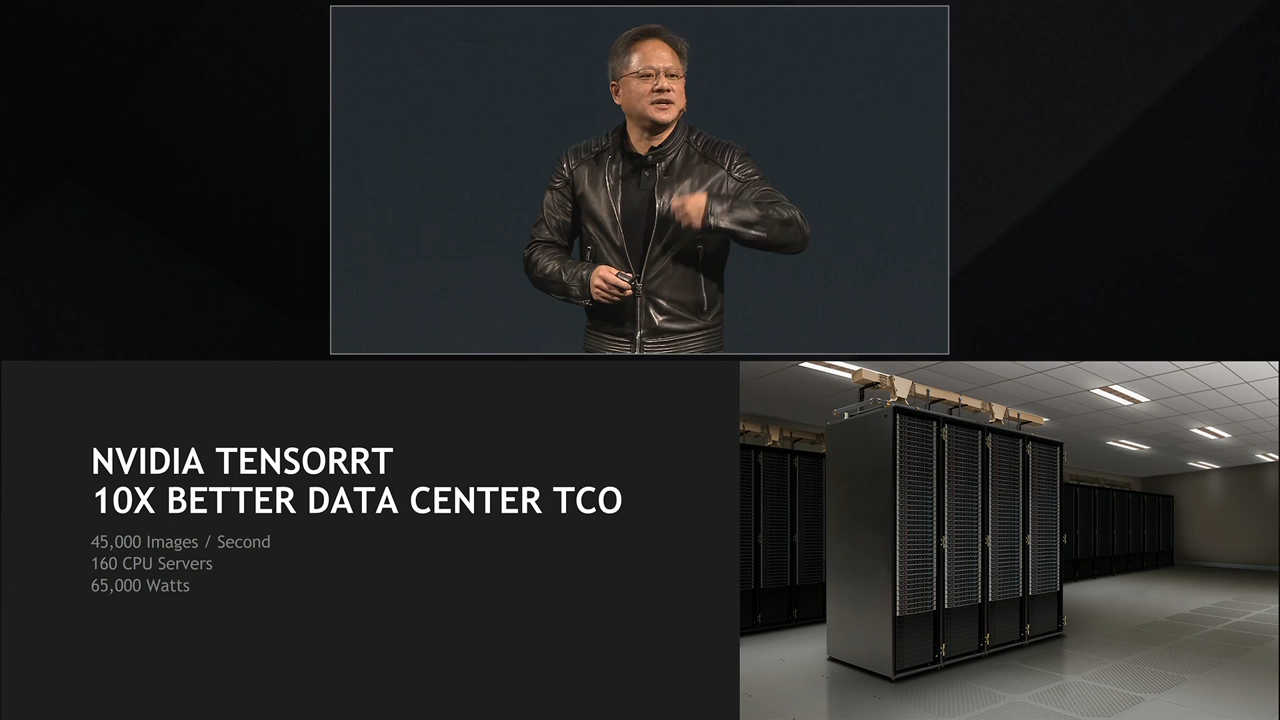 NVIDIA TENSORRT
10X BETTER DATA CENTER TCO
45,000 Images / Second
160 CPU Servers
65,000 Watts